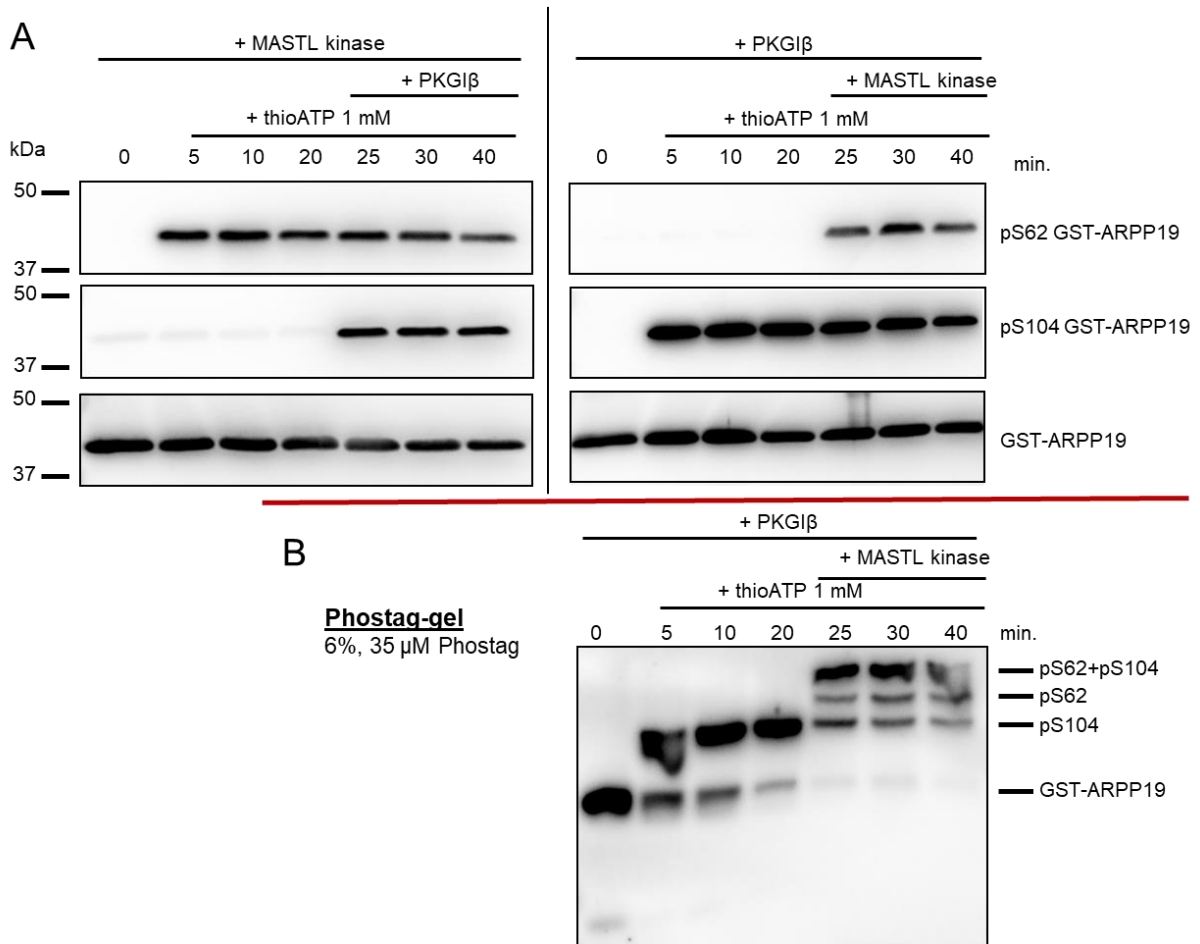 A
+ MASTL kinase
+ PKGIβ
+ thioATP 1 mM
kDa
0 5 10 20 25 30 40
50
37
50
37
50
37
+ PKGIβ
+ MASTL kinase
+ thioATP 1 mM
0 5 10 20 25 30 40 min.
pS62 GST-ARPP19
pS104 GST-ARPP19
GST-ARPP19
B
Phostag-gel
6%, 35 µM Phostag
+ PKGIβ
+ MASTL kinase
+ thioATP 1 mM
0 5 10 20 25 30 40 min.
pS62+pS104
pS62
pS104
GST-ARPP19